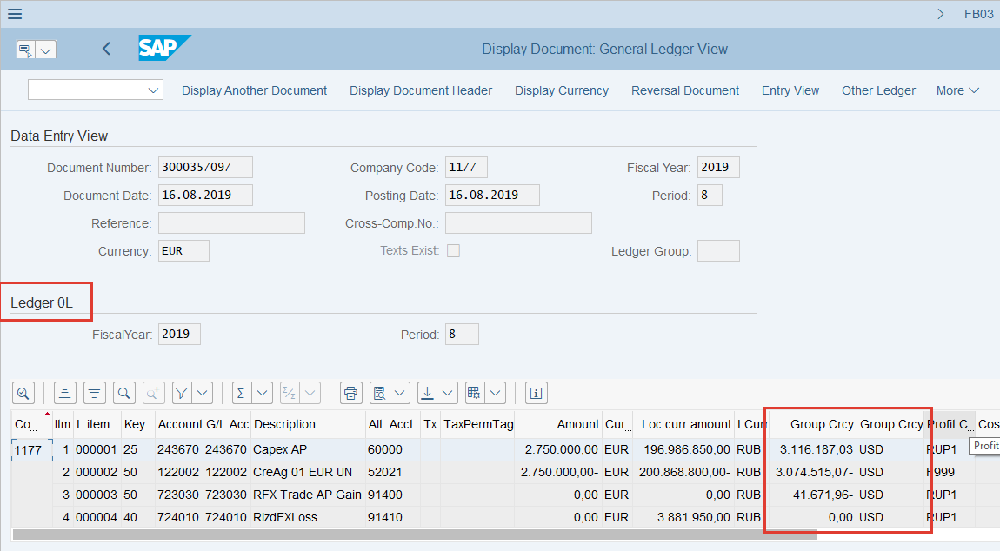 FB03
SAP Display Document: General Ledger View
Display Another Document Display Document Header Display Currency Reversal Document Entry View Other Ledger More
Data Entry View
Document Number: 3000357097 Company Code: 1177 Fiscal Year: 2019
Document Date: 16.08.2019 Posting Date: 16.08.2019 Period: 8
Reference: Cross-Comp.No.:
Currency: EUR Texts Exist: Ledger Group:
Ledger 0L
FiscalYear: 2019 Period: 8
Co... Itm L.item Key Account G/L Acc Description Alt. Acct Tx TaxPermTag Amount Cur... Loc.curr.amount LCurr Group Crcy Group Crcy Profit C... Cos
1177 1 000001 25 243670 243670 Capex AP 60000 2.750.000,00 EUR 196.986.850,00 RUB 3.116.187,03 USD RUP1 Profit
2 000002 50 122002 122002 CreAg 01 EUR UN 52021 2.750.000,00- EUR 200.868.800,00- RUB 3.074.515,07- USD F999
3 000003 50 723030 723030 RFX Trade AP Gain 91400 0,00 EUR 0,00 RUB 41.671,96- USD RUP1
4 000004 40 724010 724010 RlzdFXLoss 91410 0,00 EUR 3.881.950,00 RUB 0,00 USD RUP1